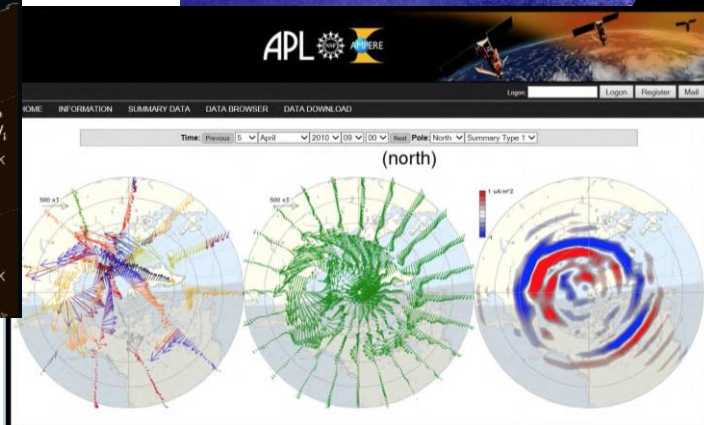 APL NSF AMPERE
Logon Logon Register Mail
HOME INFORMATION SUMMARY DATA DATA BROWSER DATA DOWNLOAD
Time: Previous 5 April 2010 09 00 Next Pole: North Summary Type 1
(north)
500 nT
500 nT
1 uA/m^2